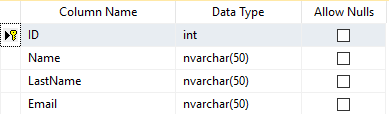 Column Name Data Type Allow Nulls
ID int
Name nvarchar(50)
LastName nvarchar(50)
Email nvarchar(50)